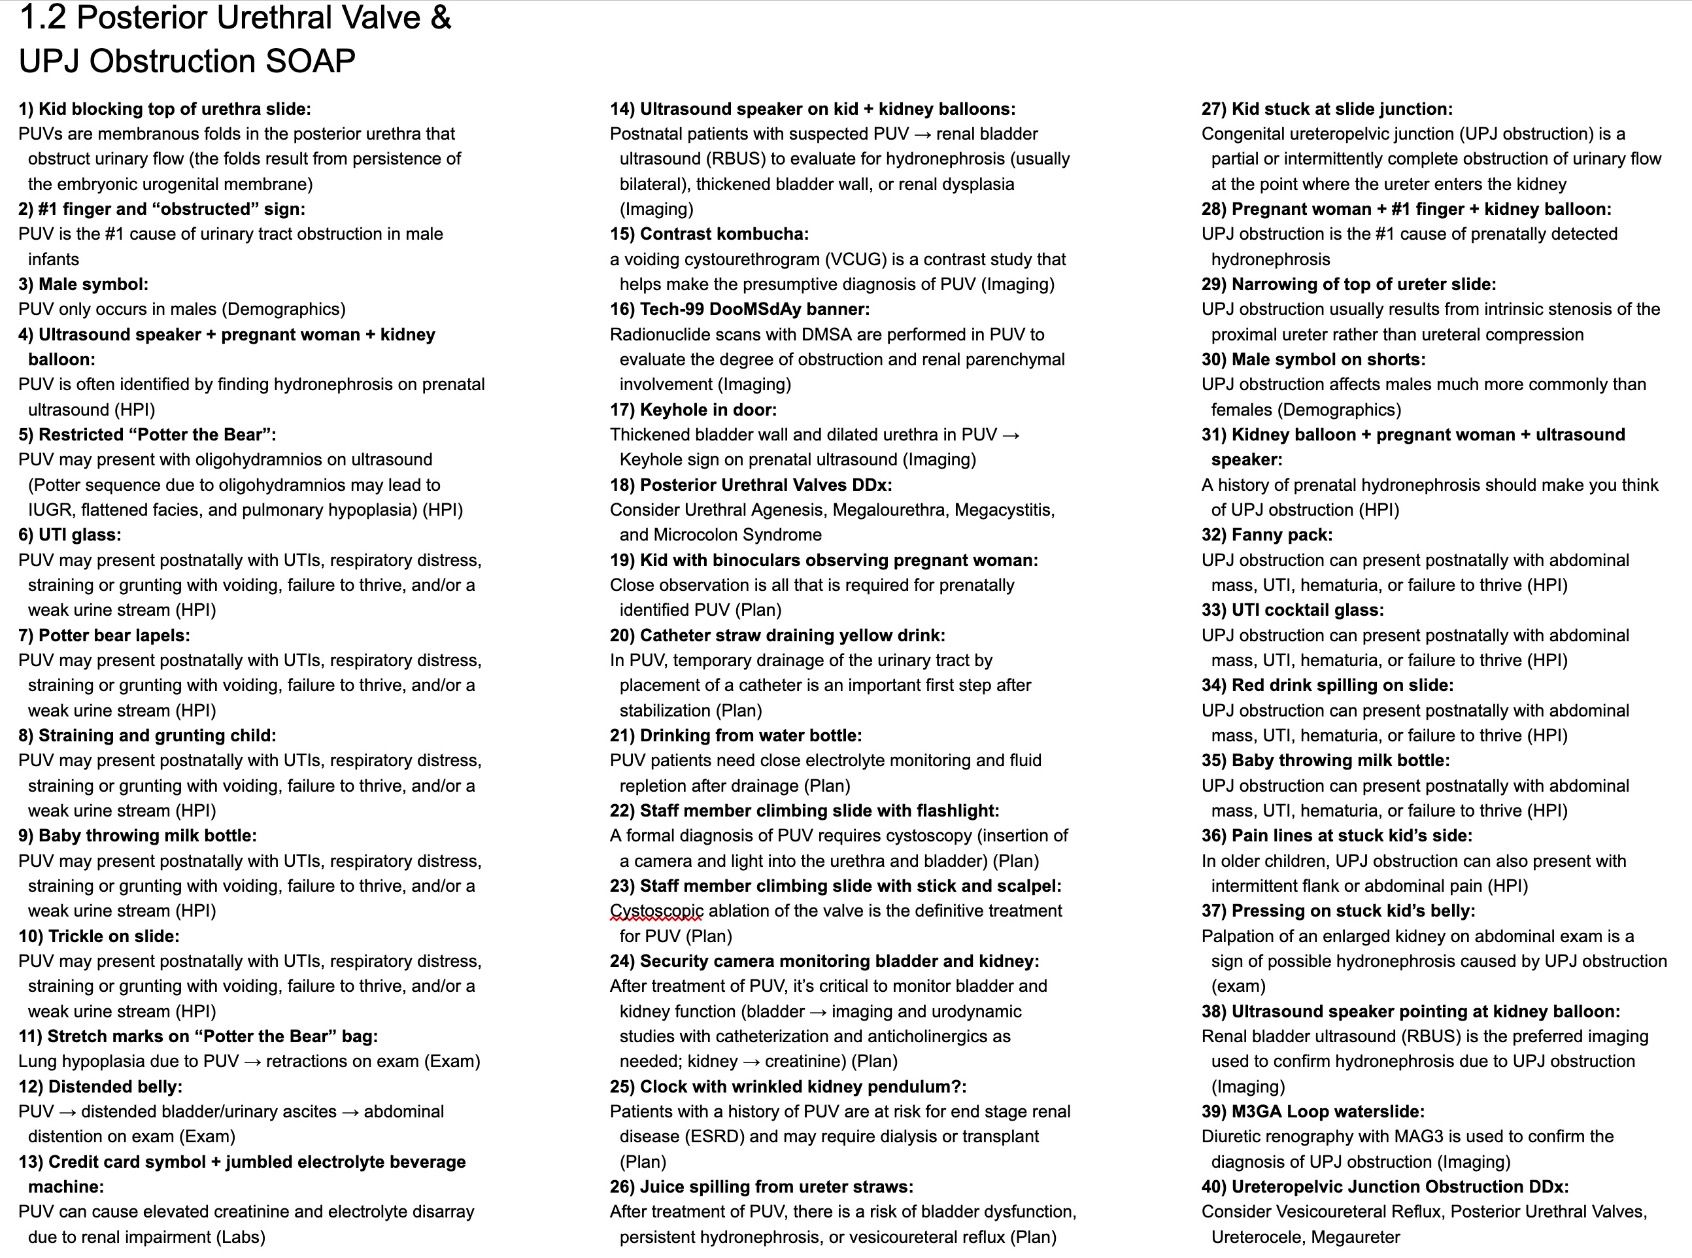 1.2 Posterior Urethral Valve &
UPJ Obstruction SOAP
1) Kid blocking top of urethra slide:
PUVs are membranous folds in the posterior urethra that
obstruct urinary flow (the folds result from persistence of
the embryonic urogenital membrane)
2) #1 finger and “obstructed” sign:
PUV is the #1 cause of urinary tract obstruction in male
infants
3) Male symbol:
PUV only occurs in males (Demographics)
4) Ultrasound speaker + pregnant woman + kidney
balloon:
PUV is often identified by finding hydronephrosis on prenatal
ultrasound (HPI)
5) Restricted “Potter the Bear”:
PUV may present with oligohydramnios on ultrasound
(Potter sequence due to oligohydramnios may lead to
IUGR, flattened facies, and pulmonary hypoplasia) (HPI)
6) UTI glass:
PUV may present postnatally with UTIs, respiratory distress,
straining or grunting with voiding, failure to thrive, and/or a
weak urine stream (HPI)
7) Potter bear lapels:
PUV may present postnatally with UTIs, respiratory distress,
straining or grunting with voiding, failure to thrive, and/or a
weak urine stream (HPI)
8) Straining and grunting child:
PUV may present postnatally with UTIs, respiratory distress,
straining or grunting with voiding, failure to thrive, and/or a
weak urine stream (HPI)
9) Baby throwing milk bottle:
PUV may present postnatally with UTIs, respiratory distress,
straining or grunting with voiding, failure to thrive, and/or a
weak urine stream (HPI)
10) Trickle on slide:
PUV may present postnatally with UTIs, respiratory distress,
straining or grunting with voiding, failure to thrive, and/or a
weak urine stream (HPI)
11) Stretch marks on “Potter the Bear” bag:
Lung hypoplasia due to PUV → retractions on exam (Exam)
12) Distended belly:
PUV → distended bladder/urinary ascites → abdominal
distention on exam (Exam)
13) Credit card symbol + jumbled electrolyte beverage
machine:
PUV can cause elevated creatinine and electrolyte disarray
due to renal impairment (Labs)
14) Ultrasound speaker on kid + kidney balloons:
Postnatal patients with suspected PUV → renal bladder
ultrasound (RBUS) to evaluate for hydronephrosis (usually
bilateral), thickened bladder wall, or renal dysplasia
(Imaging)
15) Contrast kombucha:
a voiding cystourethrogram (VCUG) is a contrast study that
helps make the presumptive diagnosis of PUV (Imaging)
16) Tech-99 DooMSdAy banner:
Radionuclide scans with DMSA are performed in PUV to
evaluate the degree of obstruction and renal parenchymal
involvement (Imaging)
17) Keyhole in door:
Thickened bladder wall and dilated urethra in PUV →
Keyhole sign on prenatal ultrasound (Imaging)
18) Posterior Urethral Valves DDx:
Consider Urethral Agenesis, Megalourethra, Megacystitis,
and Microcolon Syndrome
19) Kid with binoculars observing pregnant woman:
Close observation is all that is required for prenatally
identified PUV (Plan)
20) Catheter straw draining yellow drink:
In PUV, temporary drainage of the urinary tract by
placement of a catheter is an important first step after
stabilization (Plan)
21) Drinking from water bottle:
PUV patients need close electrolyte monitoring and fluid
repletion after drainage (Plan)
22) Staff member climbing slide with flashlight:
A formal diagnosis of PUV requires cystoscopy (insertion of
a camera and light into the urethra and bladder) (Plan)
23) Staff member climbing slide with stick and scalpel:
Cystoscopic ablation of the valve is the definitive treatment
for PUV (Plan)
24) Security camera monitoring bladder and kidney:
After treatment of PUV, it’s critical to monitor bladder and
kidney function (bladder → imaging and urodynamic
studies with catheterization and anticholinergics as
needed; kidney → creatinine) (Plan)
25) Clock with wrinkled kidney pendulum?:
Patients with a history of PUV are at risk for end stage renal
disease (ESRD) and may require dialysis or transplant
(Plan)
26) Juice spilling from ureter straws:
After treatment of PUV, there is a risk of bladder dysfunction,
persistent hydronephrosis, or vesicoureteral reflux (Plan)
27) Kid stuck at slide junction:
Congenital ureteropelvic junction (UPJ obstruction) is a
partial or intermittently complete obstruction of urinary flow
at the point where the ureter enters the kidney
28) Pregnant woman + #1 finger + kidney balloon:
UPJ obstruction is the #1 cause of prenatally detected
hydronephrosis
29) Narrowing of top of ureter slide:
UPJ obstruction usually results from intrinsic stenosis of the
proximal ureter rather than ureteral compression
30) Male symbol on shorts:
UPJ obstruction affects males much more commonly than
females (Demographics)
31) Kidney balloon + pregnant woman + ultrasound
speaker:
A history of prenatal hydronephrosis should make you think
of UPJ obstruction (HPI)
32) Fanny pack:
UPJ obstruction can present postnatally with abdominal
mass, UTI, hematuria, or failure to thrive (HPI)
33) UTI cocktail glass:
UPJ obstruction can present postnatally with abdominal
mass, UTI, hematuria, or failure to thrive (HPI)
34) Red drink spilling on slide:
UPJ obstruction can present postnatally with abdominal
mass, UTI, hematuria, or failure to thrive (HPI)
35) Baby throwing milk bottle:
UPJ obstruction can present postnatally with abdominal
mass, UTI, hematuria, or failure to thrive (HPI)
36) Pain lines at stuck kid’s side:
In older children, UPJ obstruction can also present with
intermittent flank or abdominal pain (HPI)
37) Pressing on stuck kid’s belly:
Palpation of an enlarged kidney on abdominal exam is a
sign of possible hydronephrosis caused by UPJ obstruction
(exam)
38) Ultrasound speaker pointing at kidney balloon:
Renal bladder ultrasound (RBUS) is the preferred imaging
used to confirm hydronephrosis due to UPJ obstruction
(Imaging)
39) M3GA Loop waterslide:
Diuretic renography with MAG3 is used to confirm the
diagnosis of UPJ obstruction (Imaging)
40) Ureteropelvic Junction Obstruction DDx:
Consider Vesicoureteral Reflux, Posterior Urethral Valves,
Ureterocele, Megaureter